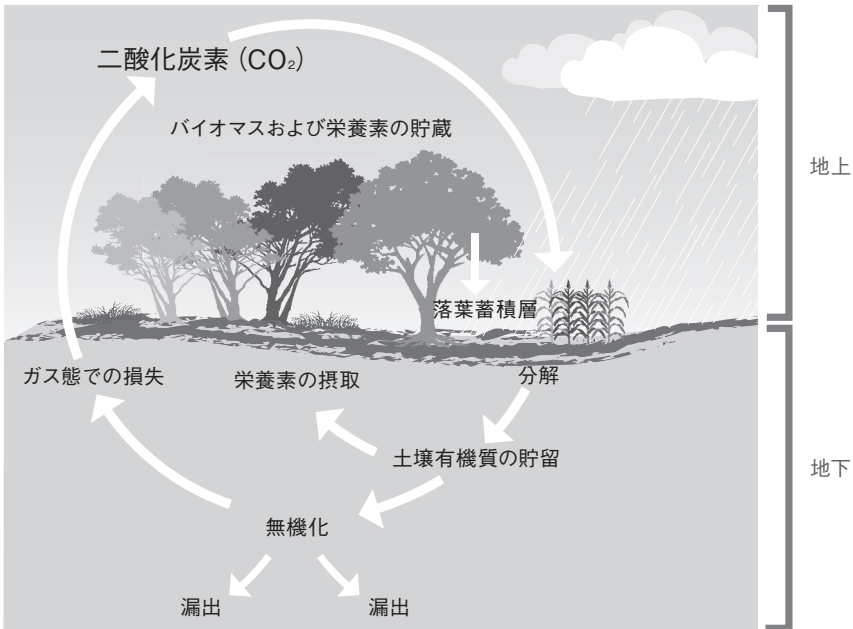 二酸化炭素（CO₂）
バイオマスおよび栄養素の貯蔵
地上
落葉蓄積層
ガス態での損失
栄養素の摂取
分解
土壌有機質の貯留
地下
無機化
漏出
漏出